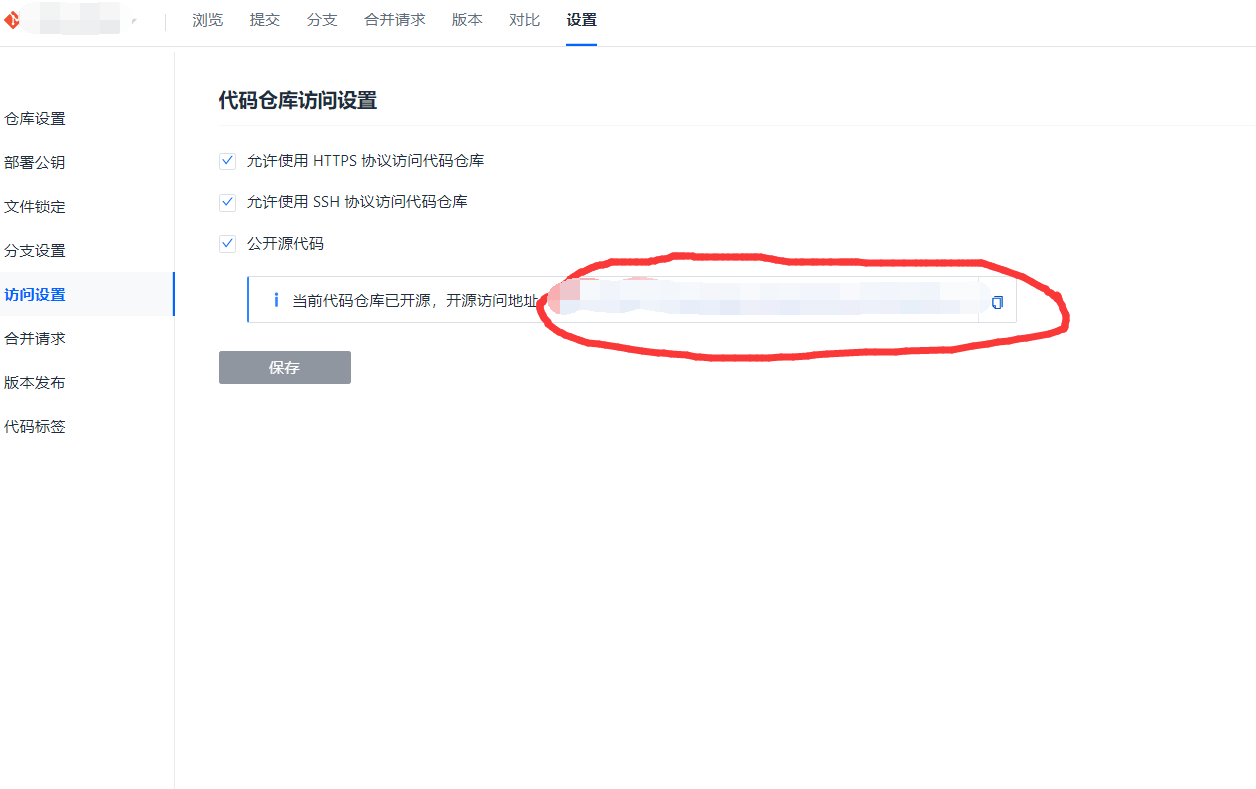 浏览 提交 分支 合并请求 版本 对比 设置
仓库设置
部署公钥
文件锁定
分支设置
访问设置
合并请求
版本发布
代码标签
代码仓库访问设置
允许使用 HTTPS 协议访问代码仓库
允许使用 SSH 协议访问代码仓库
公开源代码
当前代码仓库已开源，开源访问地址
保存